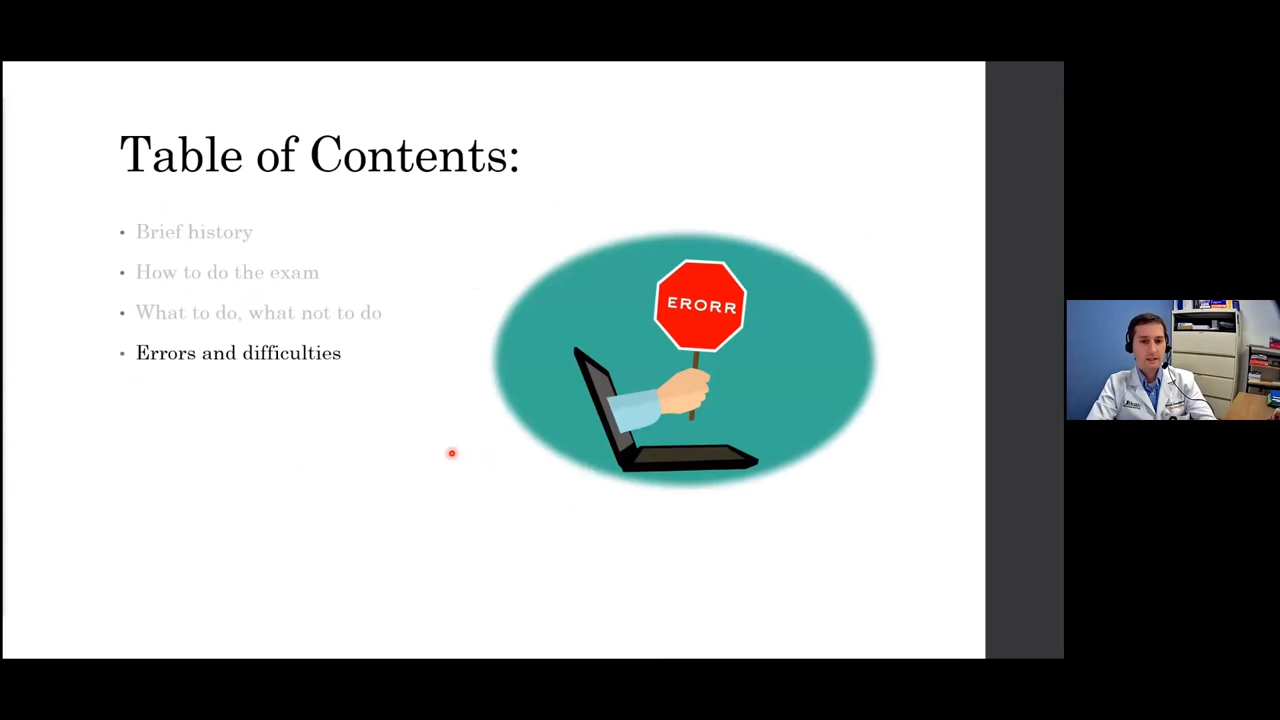 Table of Contents:
• Brief history
• How to do the exam
• What to do, what not to do
• Errors and difficulties
ERORR